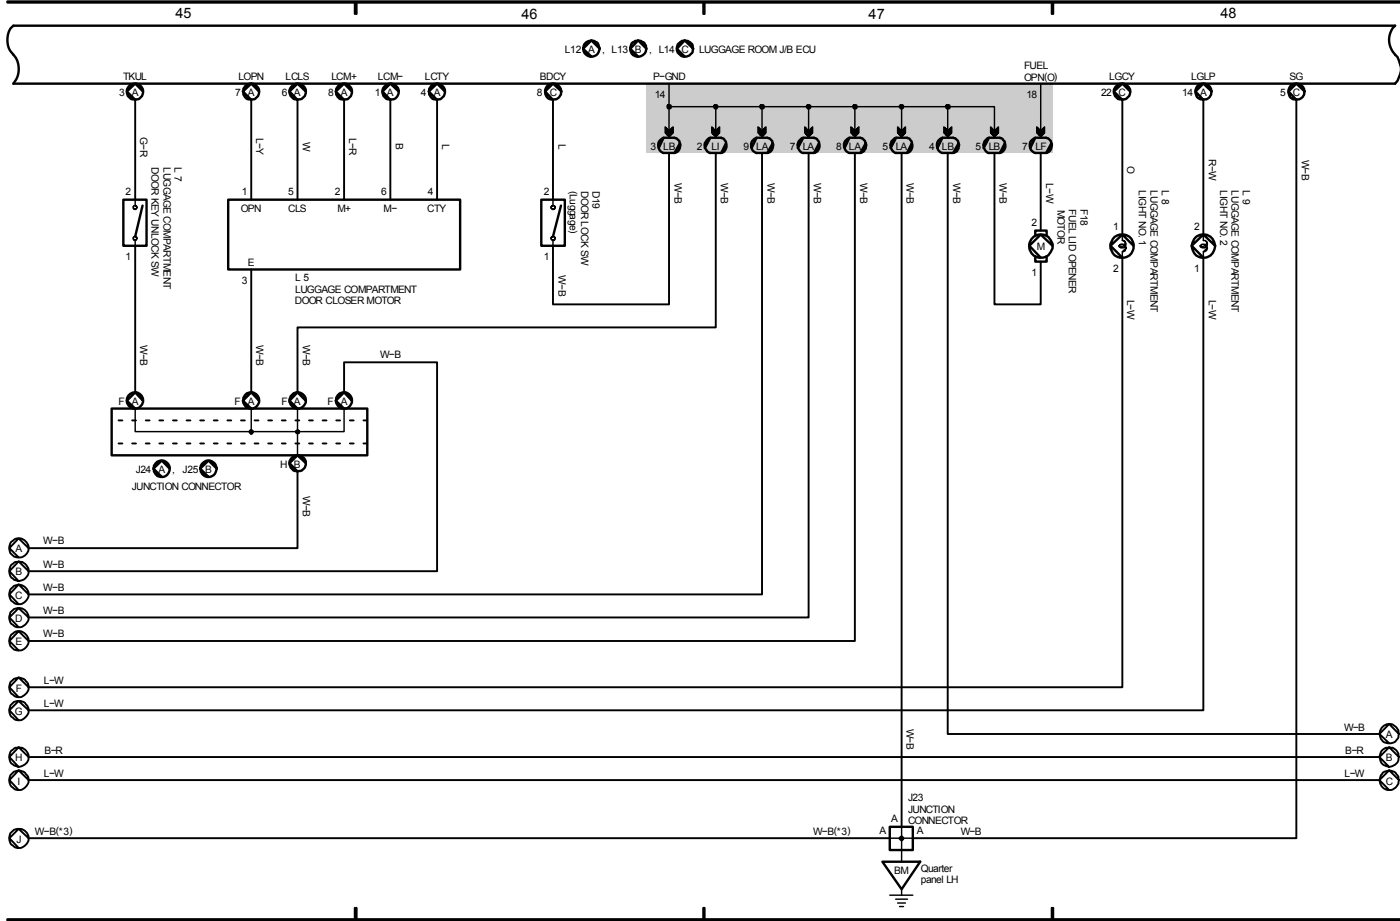 45 46 47 48
L12 A , L13 B , L14 C LUGGAGE ROOM J/B ECU
TKUL LOPN LCLS LCM+ LCM− LCTY BDCY P−GND FUEL OPN(O) LGCY LGLP SG
3 A 7 A 6 A 8 A 1 A 4 A 8 C 14 18 22 C 14 A 5 C
3 LB 2 LI 9 LA 7 LA 8 LA 5 LA 4 LB 5 LB 7 LF
G−R L−Y W L−R B L L O R−W W−B
W−B W−B W−B W−B W−B W−B W−B W−B L−W
2
L 7
LUGGAGE COMPARTMENT
DOOR KEY UNLOCK SW
1
1 5 2 6 4
OPN CLS M+ M− CTY
E
3
L 5
LUGGAGE COMPARTMENT
DOOR CLOSER MOTOR
2
D19
DOOR LOCK SW
(Luggage)
1
W−B
2
M
F18
FUEL LID OPENER
MOTOR
1
1
L 8
LUGGAGE COMPARTMENT
LIGHT NO. 1
2
L−W
2
L 9
LUGGAGE COMPARTMENT
LIGHT NO. 2
1
L−W
W−B W−B W−B W−B
F A F A F A F A
J24 A , J25 B
JUNCTION CONNECTOR
H B
W−B
A W−B
B W−B
C W−B
D W−B
E W−B
F L−W
G L−W
W−B A
H B−R B−R B
I L−W L−W C
W−B
J23
JUNCTION
CONNECTOR
A
J W−B(*3) W−B(*3) A A W−B
BM Quarter
panel LH